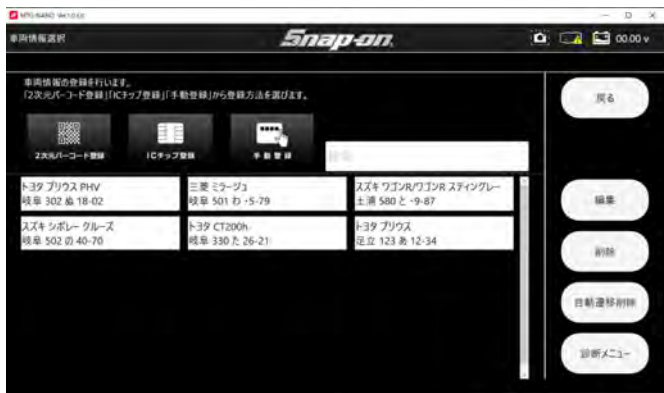 車両情報選択
Snap-on
00.00 v
車両情報の登録を行います。
「2次元バーコード登録」「ICチップ登録」「手動登録」から登録方法を選びます。
2次元バーコード登録
ICチップ登録
手動登録
検索
トヨタ プリウス PHV
岐阜 302 ぬ 18-02
三菱 ミラージュ
岐阜 501 わ ・5-79
スズキ ワゴンR/ワゴンR スティングレー
土浦 580 と ・9-87
スズキ シボレー クルーズ
岐阜 502 の 40-70
トヨタ CT200h
岐阜 330 た 26-21
トヨタ プリウス
足立 123 あ 12-34
戻る
編集
削除
自動遷移削除
診断メニュー